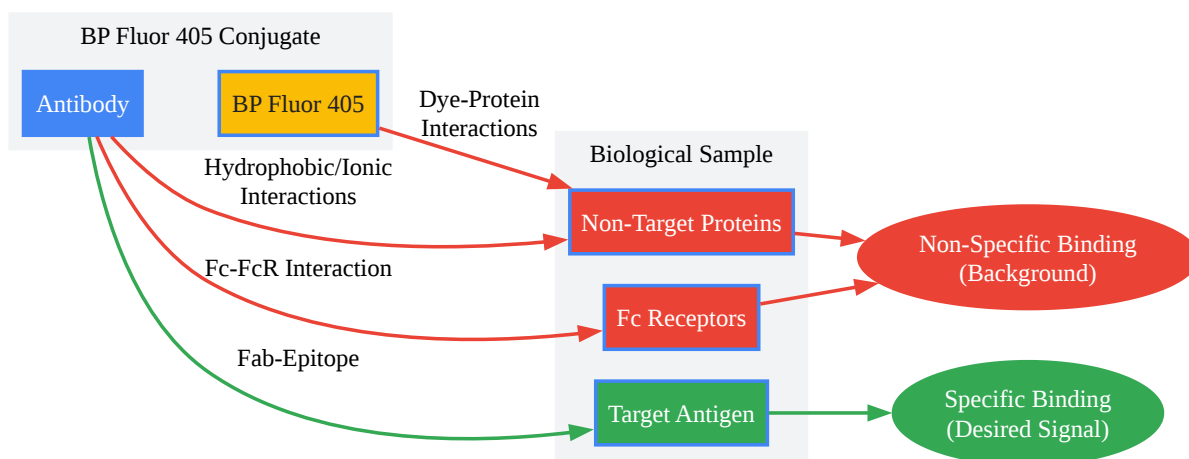 BP Fluor 405 Conjugate
Antibody
BP Fluor 405
Dye-Protein
Interactions
Hydrophobic/Ionic
Interactions
Fc-FcR Interaction
Fab-Epitope
Biological Sample
Non-Target Proteins
Fc Receptors
Target Antigen
Non-Specific Binding
(Background)
Specific Binding
(Desired Signal)